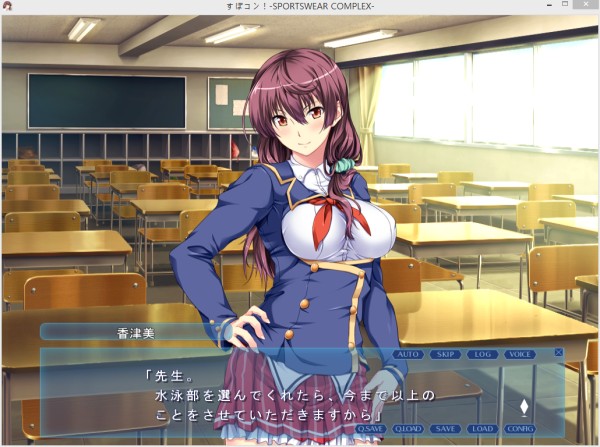 すぽコン！-SPORTSWEAR COMPLEX-
香津美
AUTO SKIP LOG VOICE
「先生。
水泳部を選んでくれたら、今まで以上の
ことをさせていただきますから」
Q.SAVE Q.LOAD SAVE LOAD CONFIG